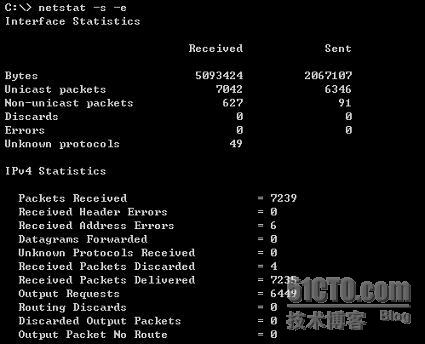 C:\> netstat -s -e
Interface Statistics
Received Sent
Bytes 5093424 2067107
Unicast packets 7042 6346
Non-unicast packets 627 91
Discards 0 0
Errors 0 0
Unknown protocols 49
IPv4 Statistics
Packets Received = 7239
Received Header Errors = 0
Received Address Errors = 6
Datagrams Forwarded = 0
Unknown Protocols Received = 0
Received Packets Discarded = 4
Received Packets Delivered = 7235
Output Requests = 6449
Routing Discards = 0
Discarded Output Packets = 0
Output Packet No Route = 0
51CTO.com
技术博客 Blog